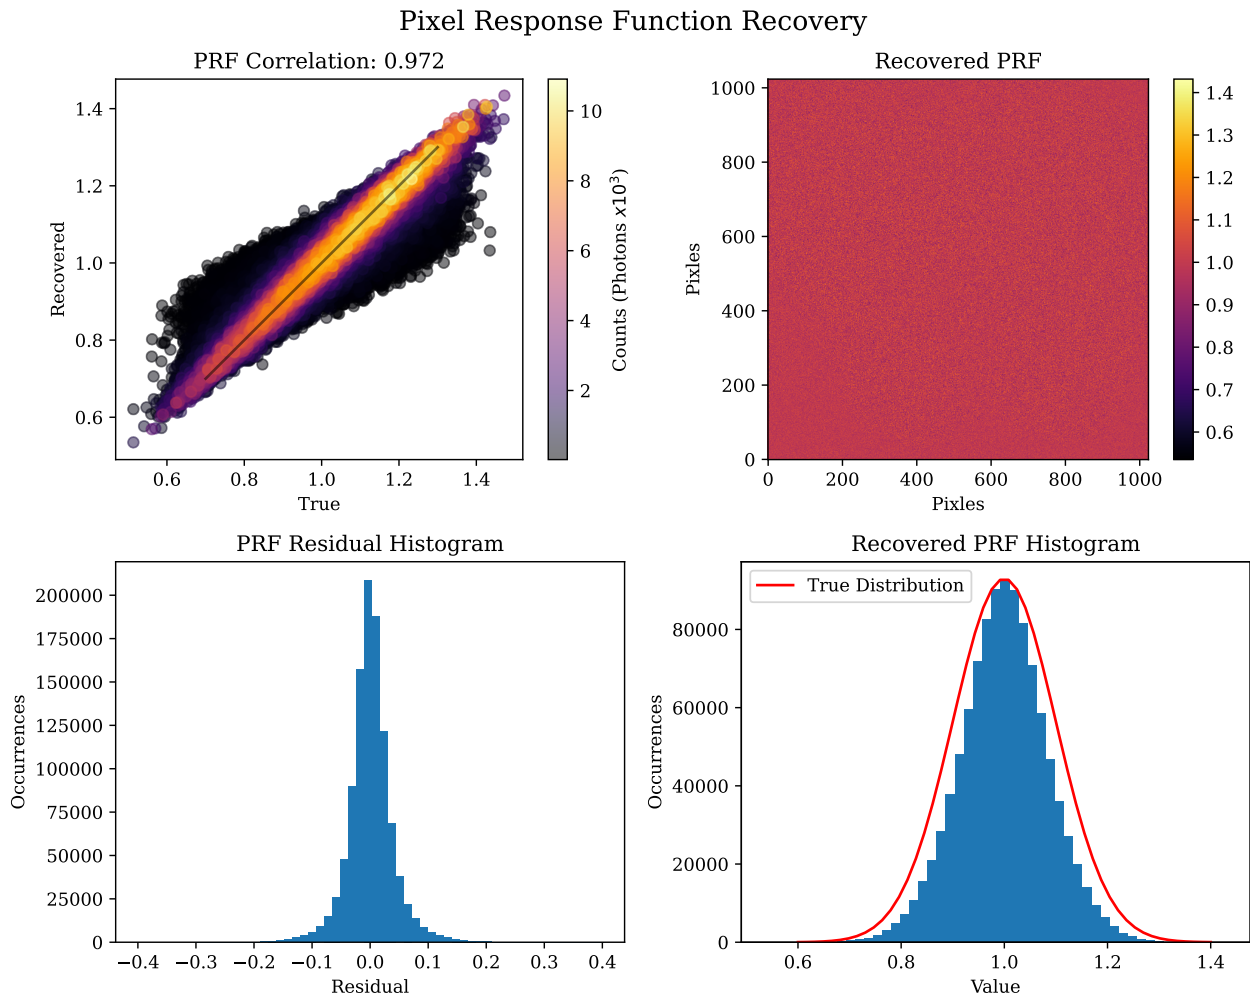 Pixel Response Function Recovery
PRF Correlation: 0.972
1.4
1.2
1.0
0.8
0.6
Recovered
0.6 0.8 1.0 1.2 1.4
True
10
8
6
4
2
Counts (Photons x10³)
Recovered PRF
1000
800
600
400
200
0
Pixles
0 200 400 600 800 1000
Pixles
1.4
1.3
1.2
1.1
1.0
0.9
0.8
0.7
0.6
PRF Residual Histogram
200000
175000
150000
125000
100000
75000
50000
25000
0
Occurrences
−0.4 −0.3 −0.2 −0.1 0.0 0.1 0.2 0.3 0.4
Residual
Recovered PRF Histogram
True Distribution
80000
60000
40000
20000
0
Occurrences
0.6 0.8 1.0 1.2 1.4
Value